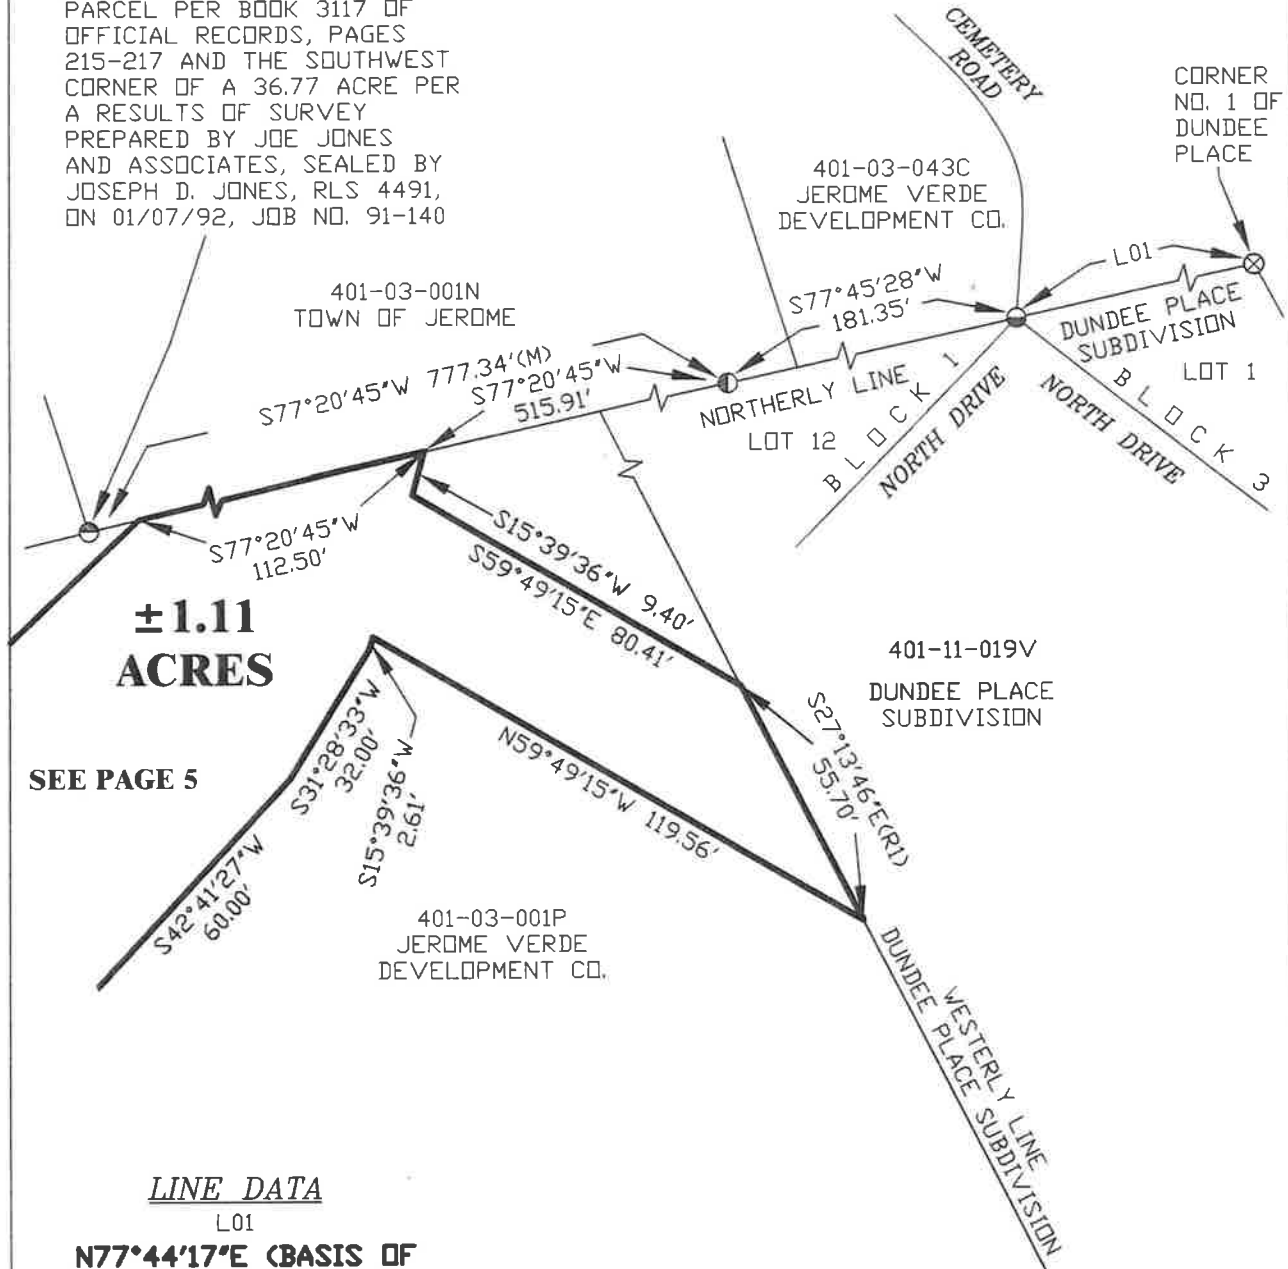 PARCEL PER BOOK 3117 OF
OFFICIAL RECORDS, PAGES
215-217 AND THE SOUTHWEST
CORNER OF A 36.77 ACRE PER
A RESULTS OF SURVEY
PREPARED BY JOE JONES
AND ASSOCIATES, SEALED BY
JOSEPH D. JONES, RLS 4491,
ON 01/07/92, JOB NO. 91-140
CEMETERY
ROAD
CORNER
NO. 1 OF
DUNDEE
PLACE
401-03-043C
JEROME VERDE
DEVELOPMENT CO.
L01
401-03-001N
TOWN OF JEROME
S77°45'28"W
181.35'
DUNDEE PLACE
SUBDIVISION
LOT 1
S77°20'45"W 777.34'(M)
S77°20'45"W
515.91'
NORTHERLY LINE
LOT 12
BLOCK 1
NORTH DRIVE
NORTH DRIVE
BLOCK 3
S77°20'45"W
112.50'
S15°39'36"W 9.40'
S59°49'15"E 80.41'
±1.11
ACRES
401-11-019V
DUNDEE PLACE
SUBDIVISION
S27°13'46"E(R1)
55.70'
SEE PAGE 5
S31°28'33"W
32.00'
S15°39'36"W
2.61'
N59°49'15"W 119.56'
S42°41'27"W
60.00'
401-03-001P
JEROME VERDE
DEVELOPMENT CO.
WESTERLY LINE
DUNDEE PLACE SUBDIVISION
LINE DATA
L01
N77°44'17"E (BASIS OF